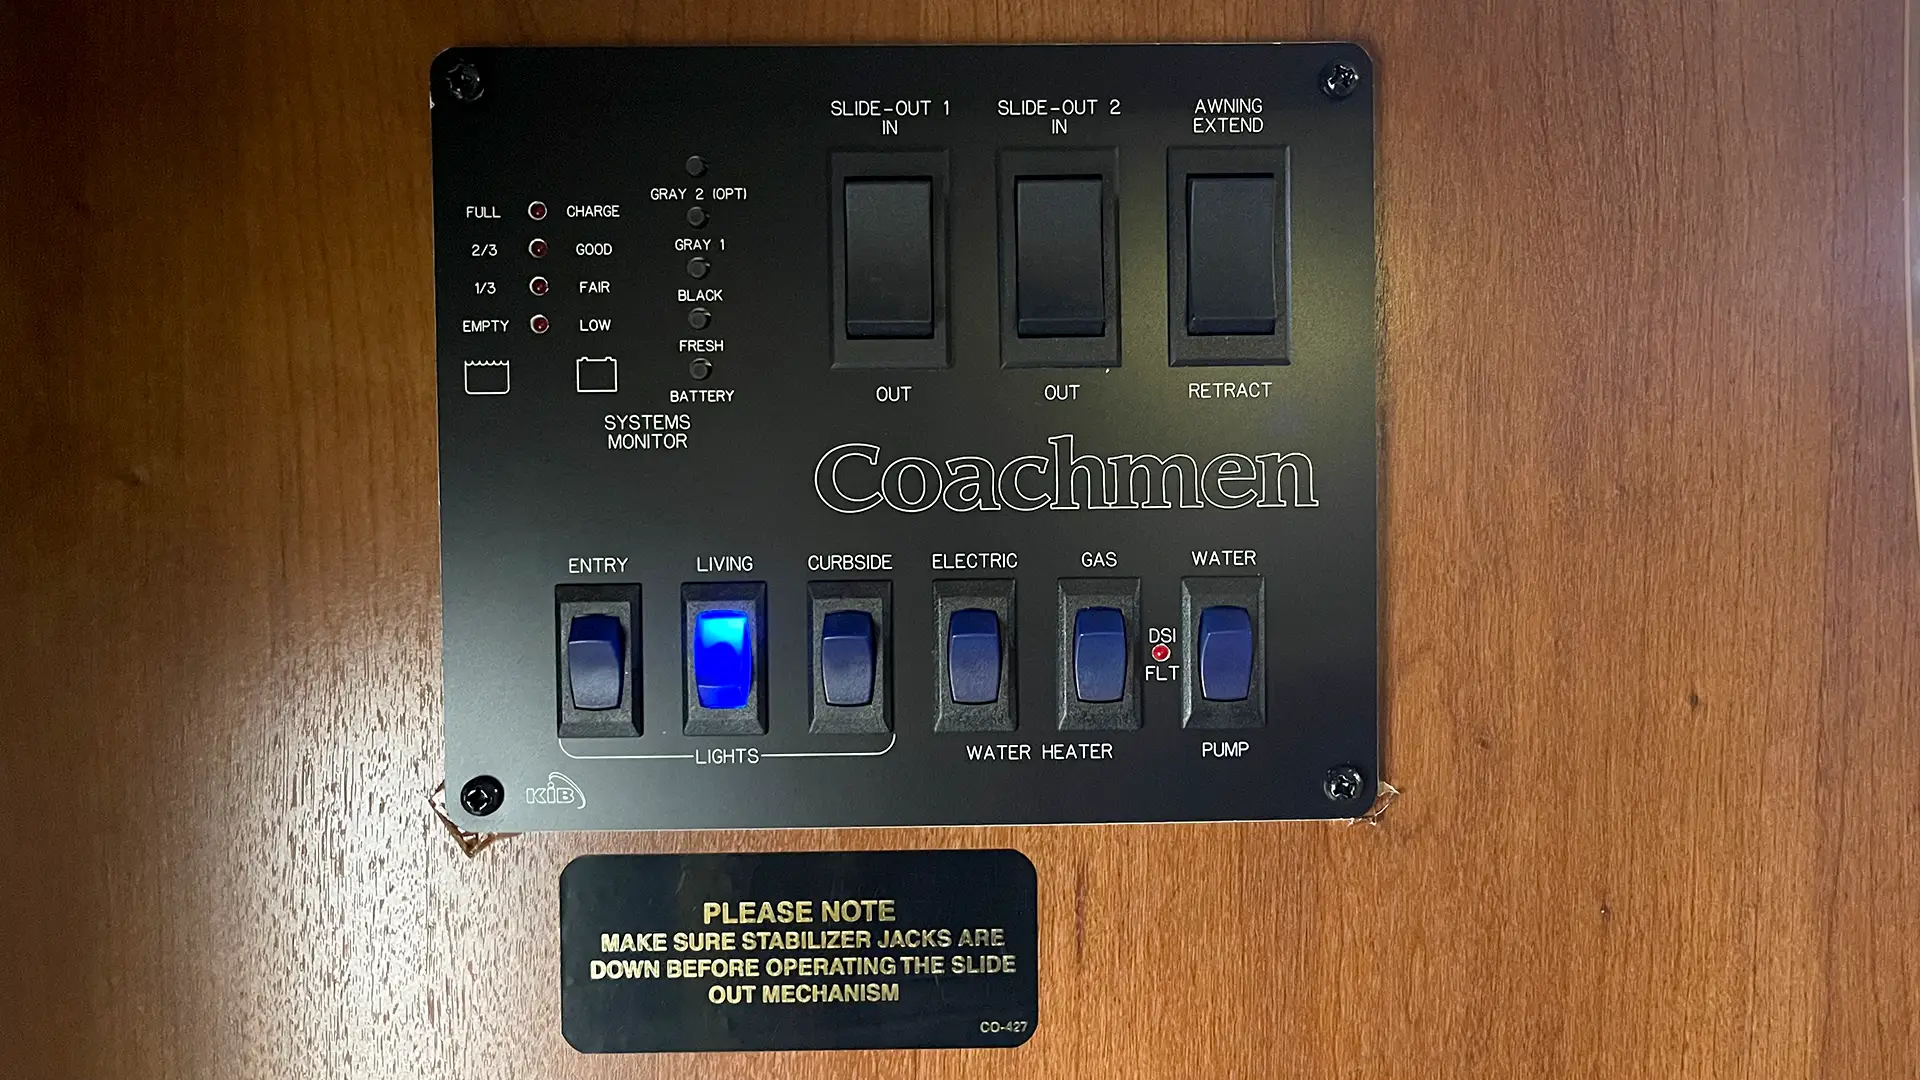 SLIDE-OUT 1
IN
SLIDE-OUT 2
IN
AWNING
EXTEND
GRAY 2 (OPT)
FULL
CHARGE
2/3
GOOD
GRAY 1
1/3
FAIR
BLACK
EMPTY
LOW
FRESH
BATTERY
OUT
OUT
RETRACT
SYSTEMS
MONITOR
Coachmen
ENTRY
LIVING
CURBSIDE
ELECTRIC
GAS
WATER
DSI
FLT
LIGHTS
WATER HEATER
PUMP
KiB
PLEASE NOTE
MAKE SURE STABILIZER JACKS ARE
DOWN BEFORE OPERATING THE SLIDE
OUT MECHANISM
CO-427